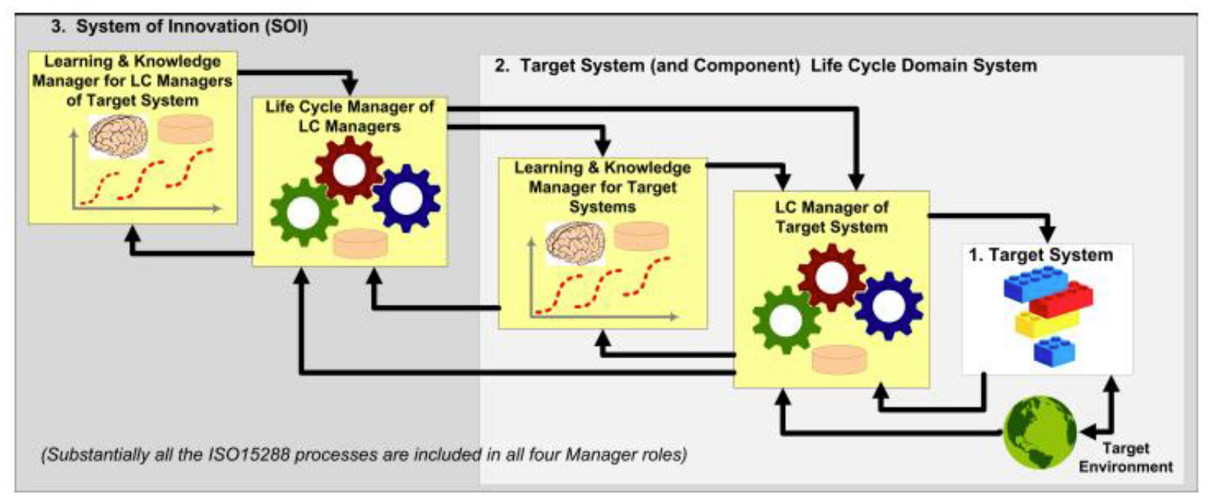 3. System of Innovation (SOI)
Learning & Knowledge
Manager for LC Managers
of Target System
2. Target System (and Component) Life Cycle Domain System
Life Cycle Manager of
LC Managers
Learning & Knowledge
Manager for Target
Systems
LC Manager of
Target System
1. Target System
(Substantially all the ISO15288 processes are included in all four Manager roles)
Target
Environment